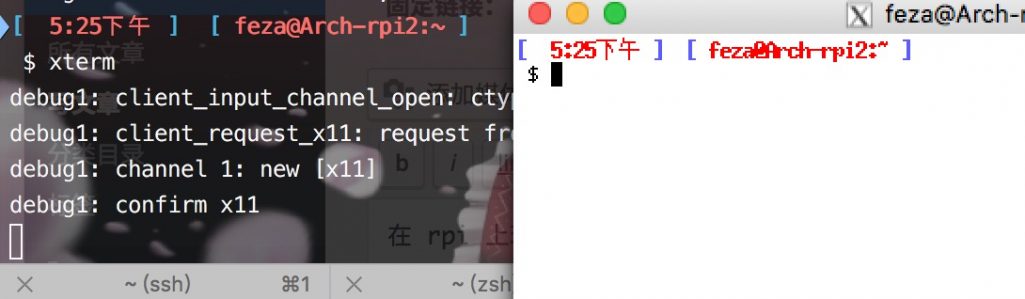 [ 5:25下午 ] [ feza@Arch-rpi2:~ ]
$ xterm
debug1: client_input_channel_open: ctyp
debug1: client_request_x11: request fro
debug1: channel 1: new [x11]
debug1: confirm x11
固定链接:
所有文章
写文章
添加媒体
分类目录
b i
在 rpi 上
~ (ssh) ⌘1
~ (zsh)
feza@Arch-r
[ 5:25下午 ] [ feza@Arch-rpi2:~ ]
$